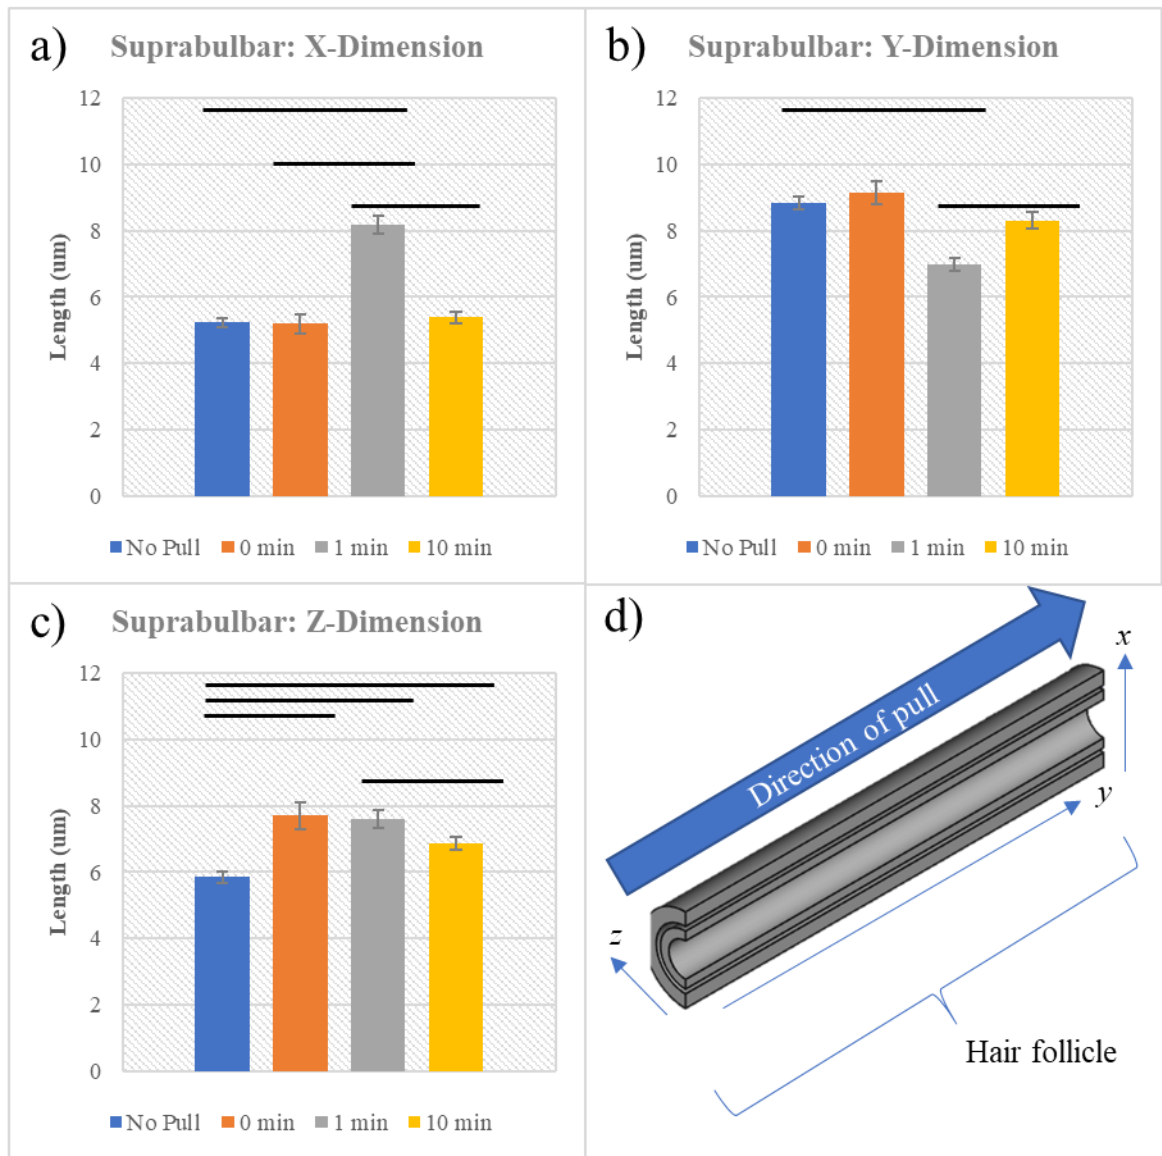 a) Suprabulbar: X-Dimension
12
10
8
6
4
2
0
Length (um)
No Pull 0 min 1 min 10 min
b) Suprabulbar: Y-Dimension
12
10
8
6
4
2
0
Length (um)
No Pull 0 min 1 min 10 min
c) Suprabulbar: Z-Dimension
12
10
8
6
4
2
0
Length (um)
No Pull 0 min 1 min 10 min
d)
Direction of pull
x
y
z
Hair follicle